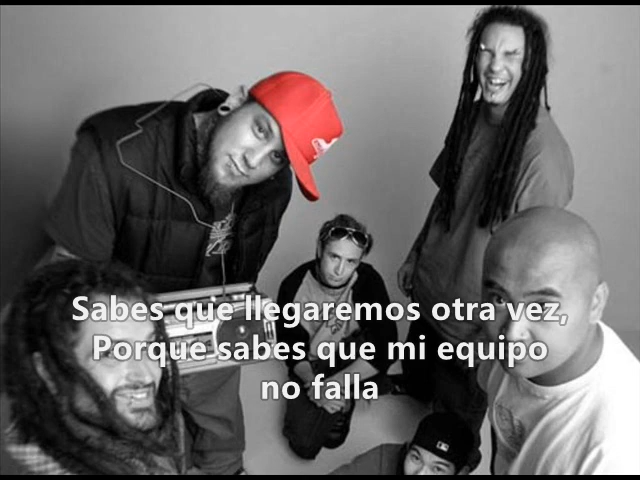 Sabes que llegaremos otra vez,
Porque sabes que mi equipo
no falla